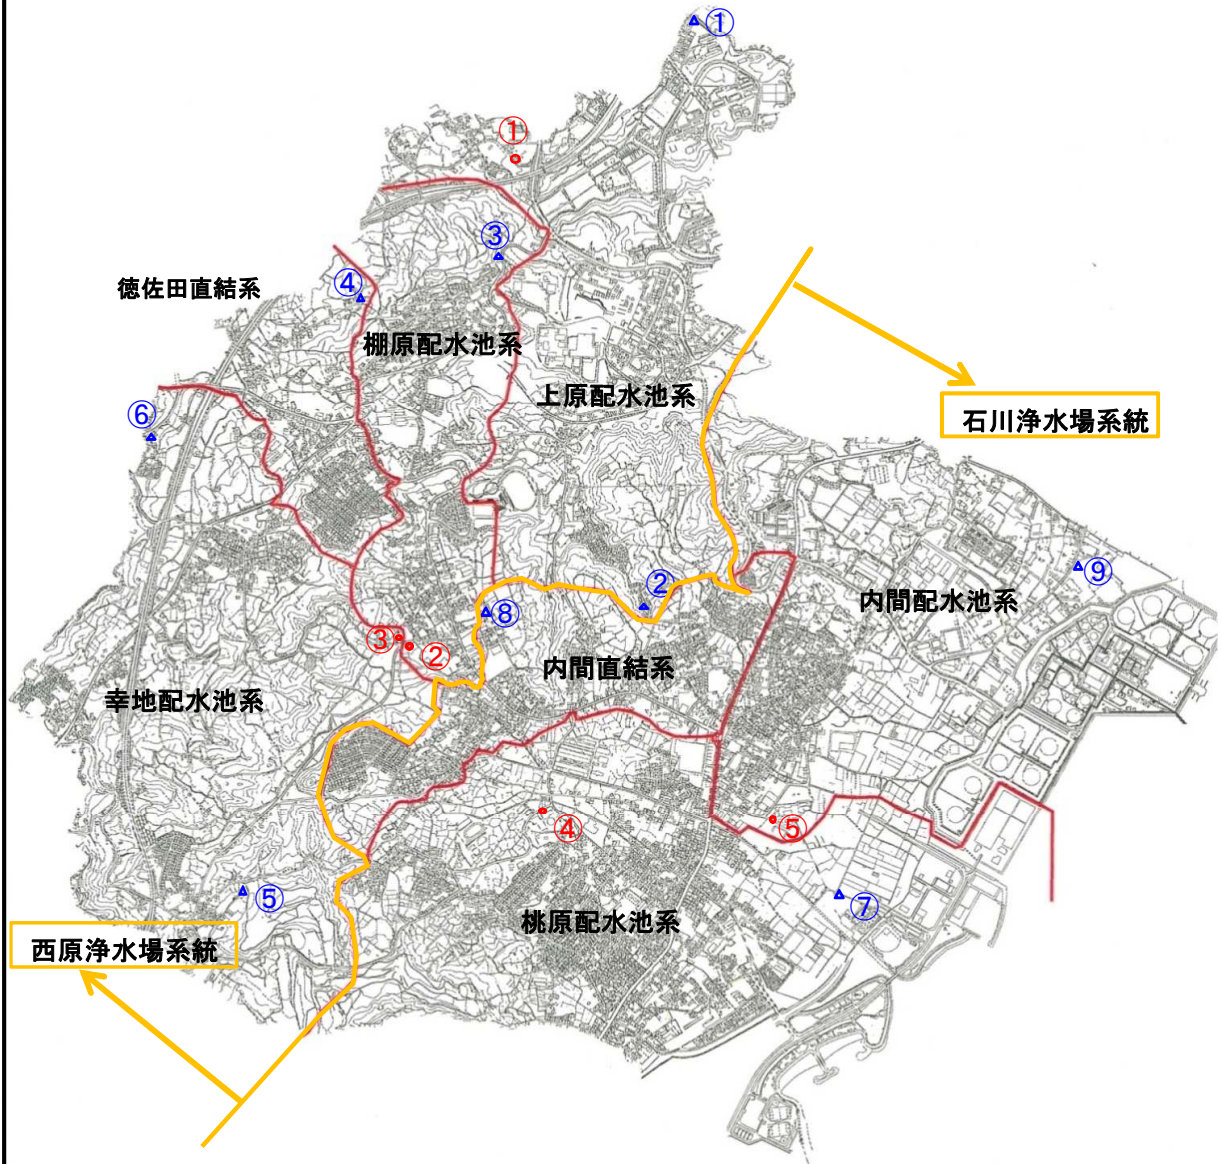 ①
①
③
徳佐田直結系
④
棚原配水池系
上原配水池系
石川浄水場系統
⑥
⑨
②
内間配水池系
⑧
③
②
内間直結系
幸地配水池系
④
⑤
⑤
⑦
桃原配水池系
西原浄水場系統